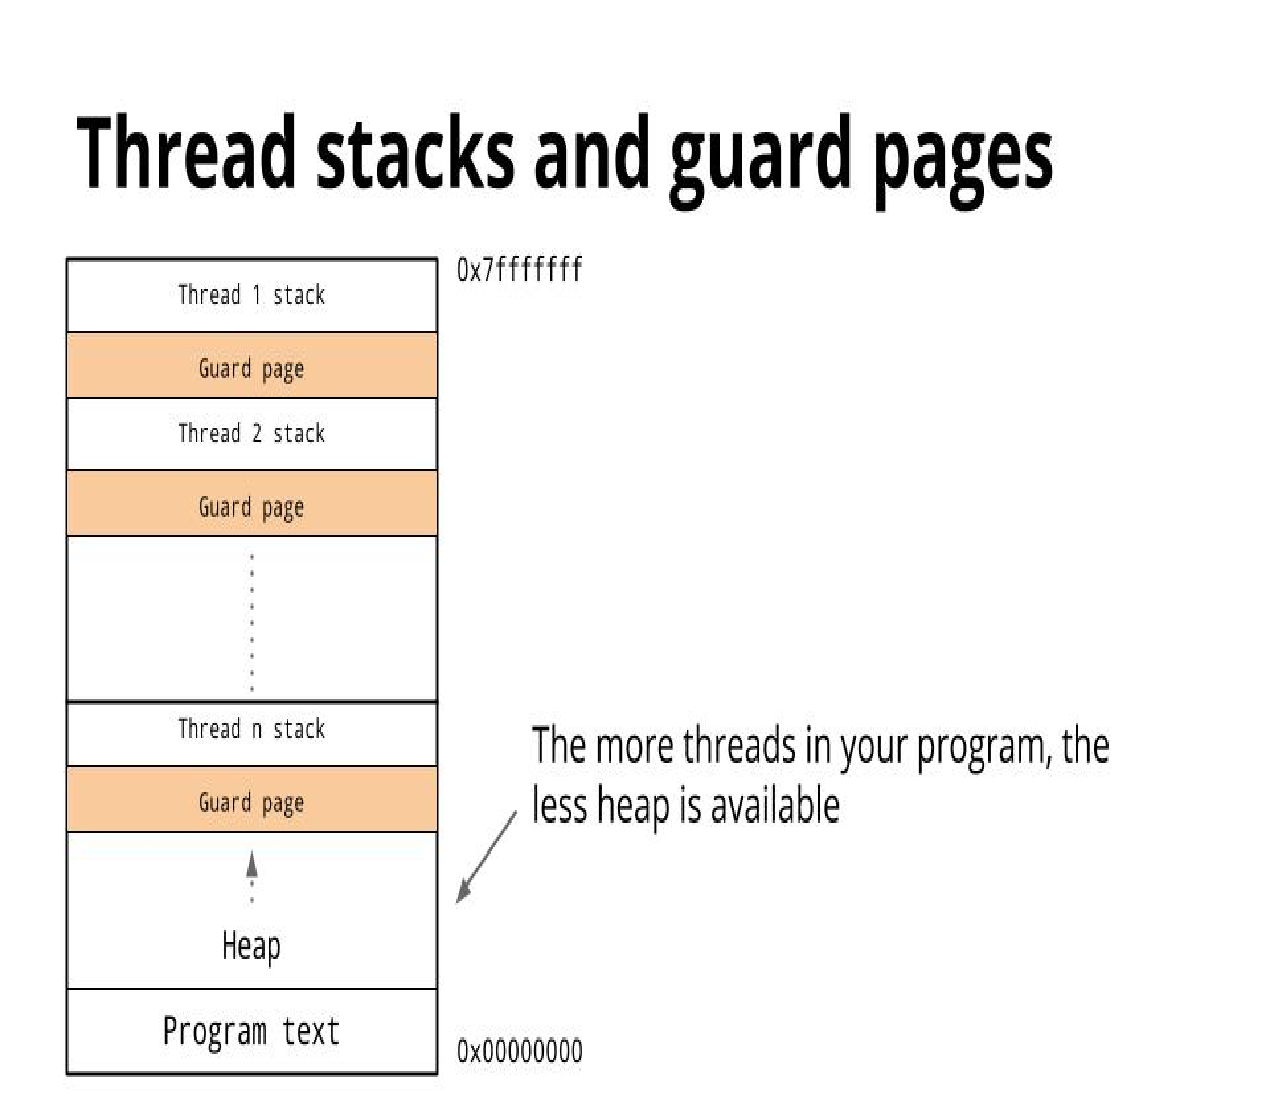 Thread stacks and guard pages
0x7fffffff
Thread 1 stack
Guard page
Thread 2 stack
Guard page
Thread n stack
The more threads in your program, the
less heap is available
Guard page
Heap
Program text
0x00000000